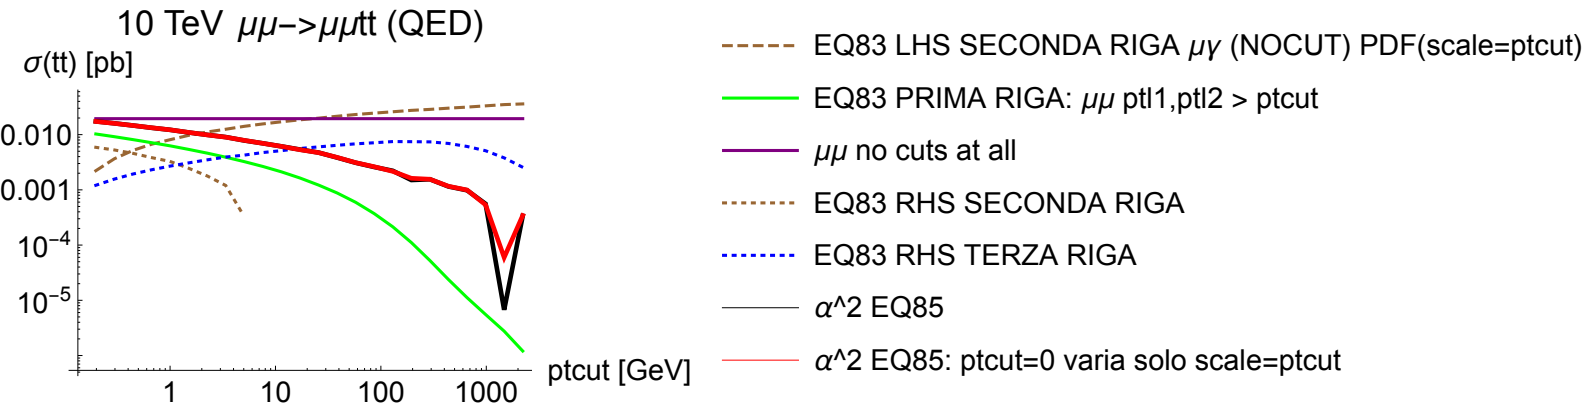 10 TeV μμ–>μμtt (QED)
σ(tt) [pb]
0.010
0.001
10⁻⁴
10⁻⁵
1 10 100 1000
ptcut [GeV]
EQ83 LHS SECONDA RIGA μγ (NOCUT) PDF(scale=ptcut)
EQ83 PRIMA RIGA: μμ ptl1,ptl2 > ptcut
μμ no cuts at all
EQ83 RHS SECONDA RIGA
EQ83 RHS TERZA RIGA
α^2 EQ85
α^2 EQ85: ptcut=0 varia solo scale=ptcut